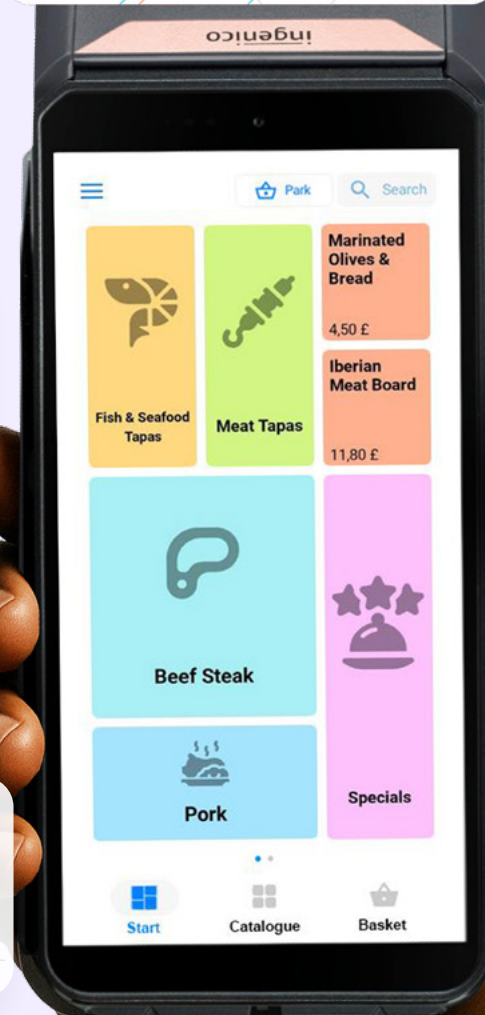 ingenico
Park
Search
Fish & Seafood
Tapas
Meat Tapas
Marinated
Olives &
Bread
4,50 £
Iberian
Meat Board
11,80 £
Beef Steak
Specials
Pork
Start
Catalogue
Basket